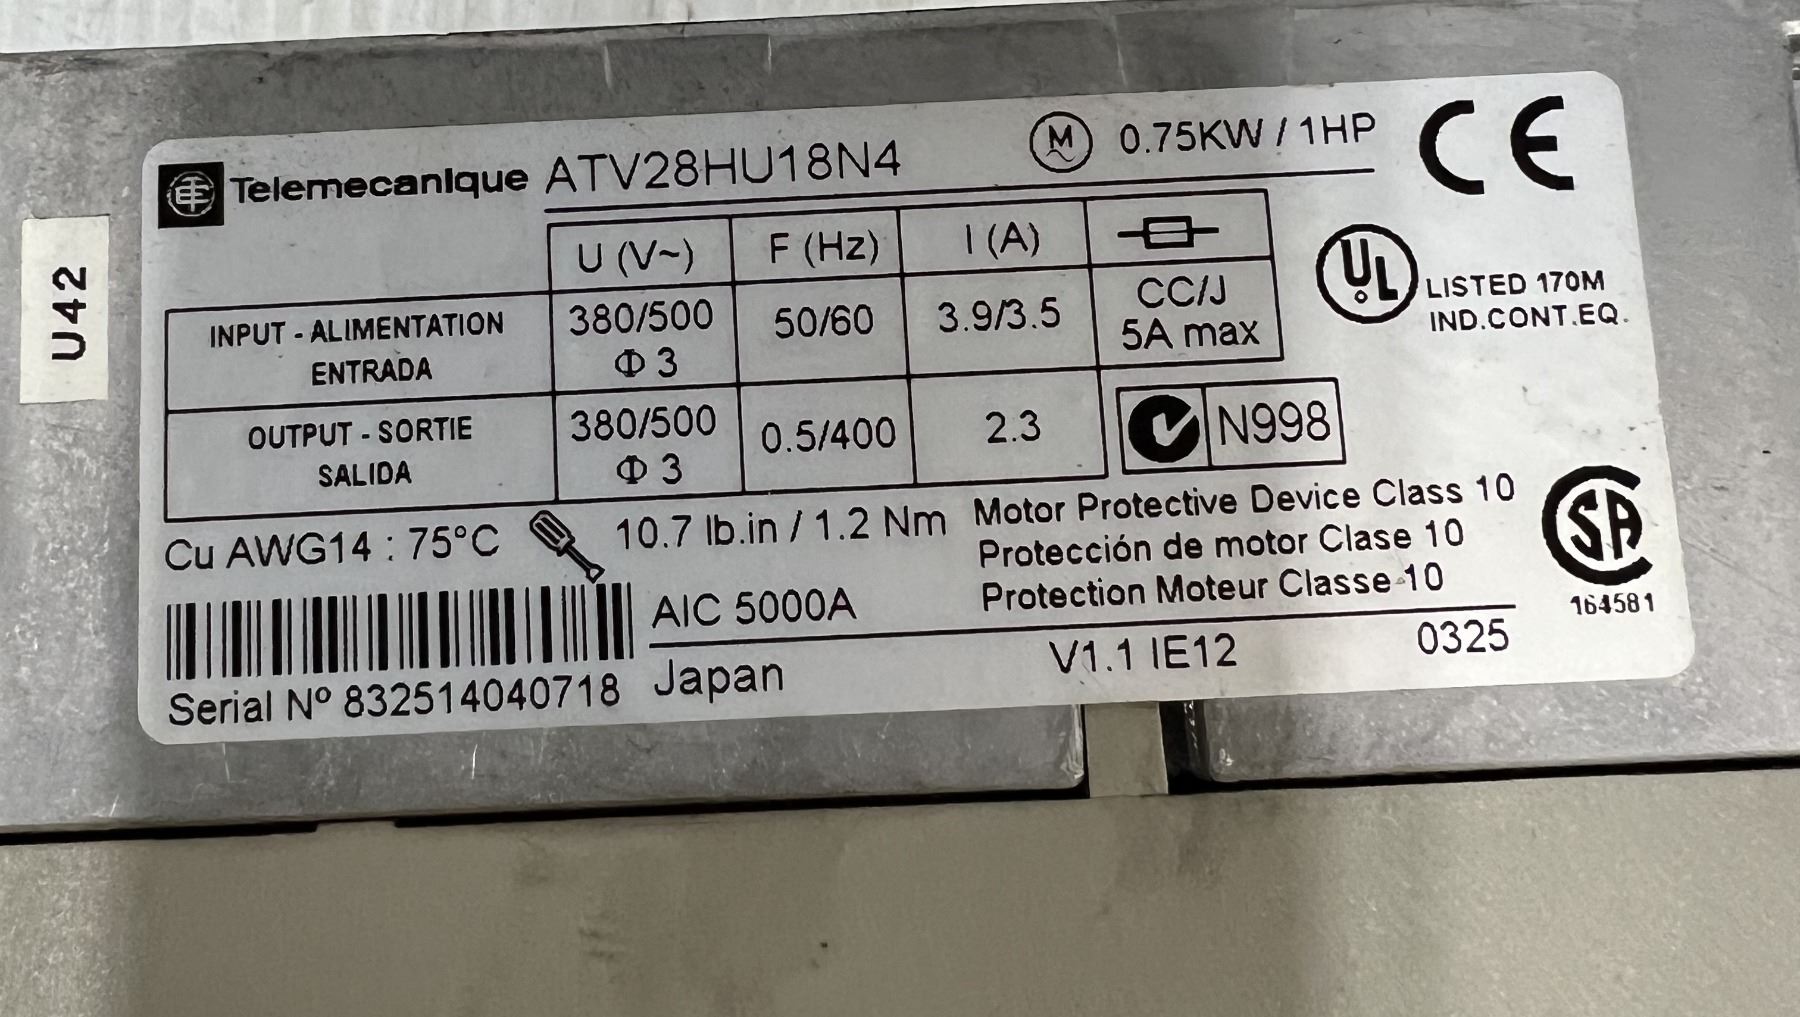 Telemecanique ATV28HU18N4 M 0.75KW / 1HP CE
U (V~) F (Hz) I (A)
INPUT - ALIMENTATION
ENTRADA
380/500
Φ 3
50/60
3.9/3.5
CC/J
5A max
UL LISTED 170M
IND.CONT.EQ.
OUTPUT - SORTIE
SALIDA
380/500
Φ 3
0.5/400
2.3
N998
Cu AWG14 : 75°C
10.7 lb.in / 1.2 Nm
Motor Protective Device Class 10
Protección de motor Clase 10
Protection Moteur Classe 10
SA
164581
AIC 5000A
Serial Nº 832514040718
Japan
V1.1 IE12
0325
U42